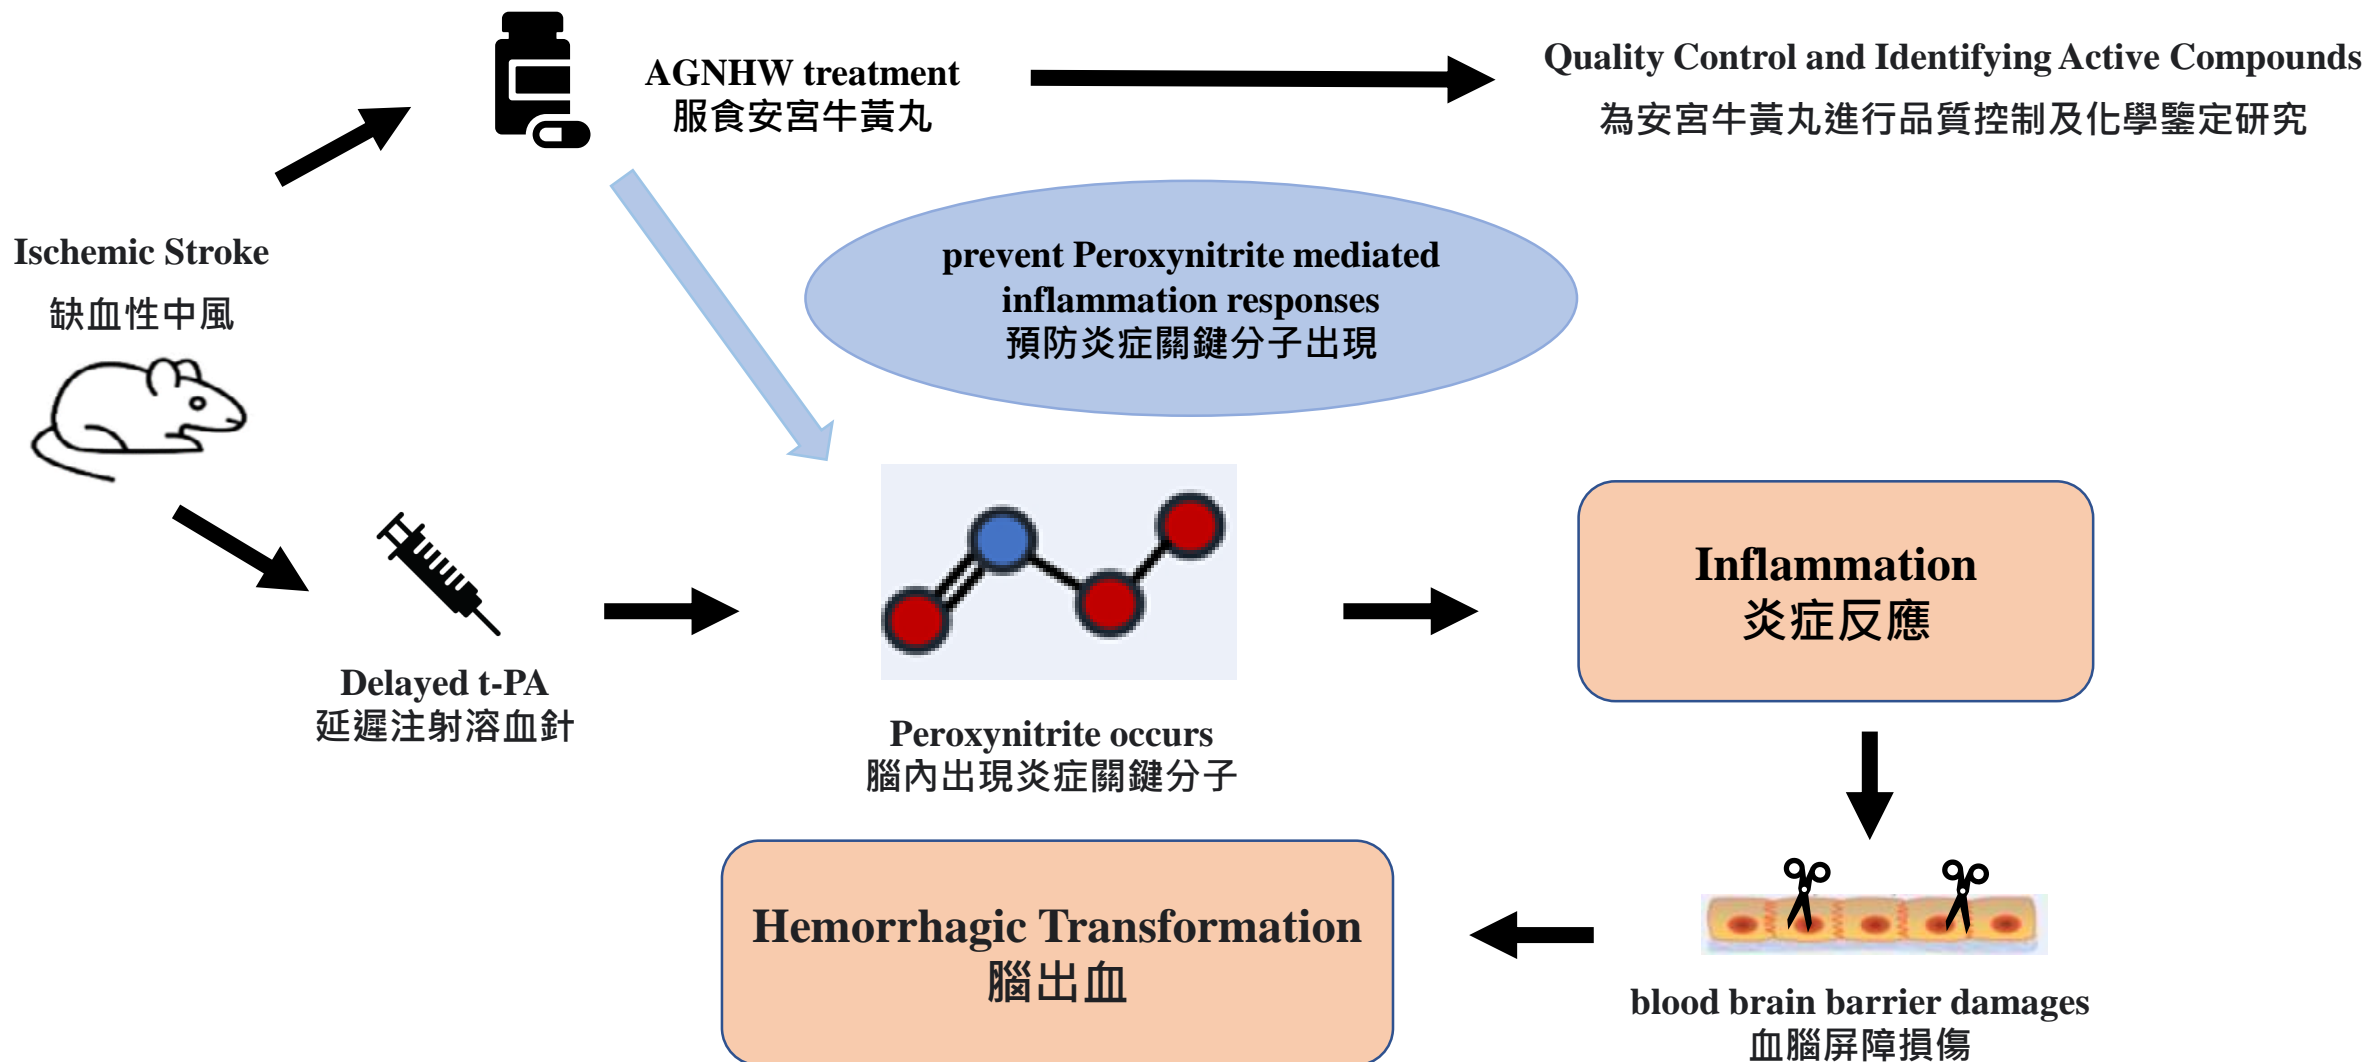 AGNHW treatment
服食安宮牛黃丸
Quality Control and Identifying Active Compounds
為安宮牛黃丸進行品質控制及化學鑒定研究
Ischemic Stroke
缺血性中風
prevent Peroxynitrite mediated
inflammation responses
預防炎症關鍵分子出現
Delayed t-PA
延遲注射溶血針
Peroxynitrite occurs
腦內出現炎症關鍵分子
Inflammation
炎症反應
blood brain barrier damages
血腦屏障損傷
Hemorrhagic Transformation
腦出血